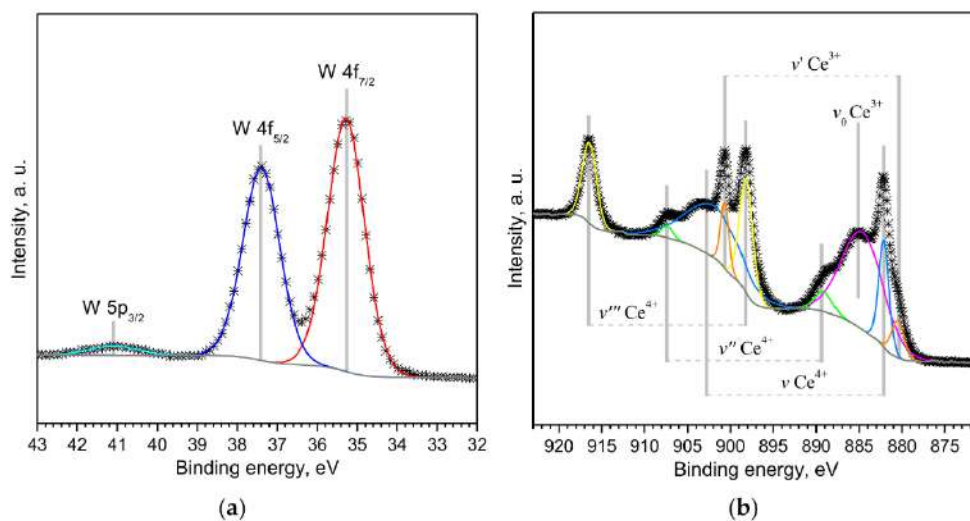 W 4f7/2
W 4f5/2
W 5p3/2
Intensity, a. u.
43 42 41 40 39 38 37 36 35 34 33 32
Binding energy, eV
(a)
v' Ce3+
v0 Ce3+
v''' Ce4+
v'' Ce4+
v Ce4+
Intensity, a. u.
920 915 910 905 900 895 890 885 880 875
Binding energy, eV
(b)